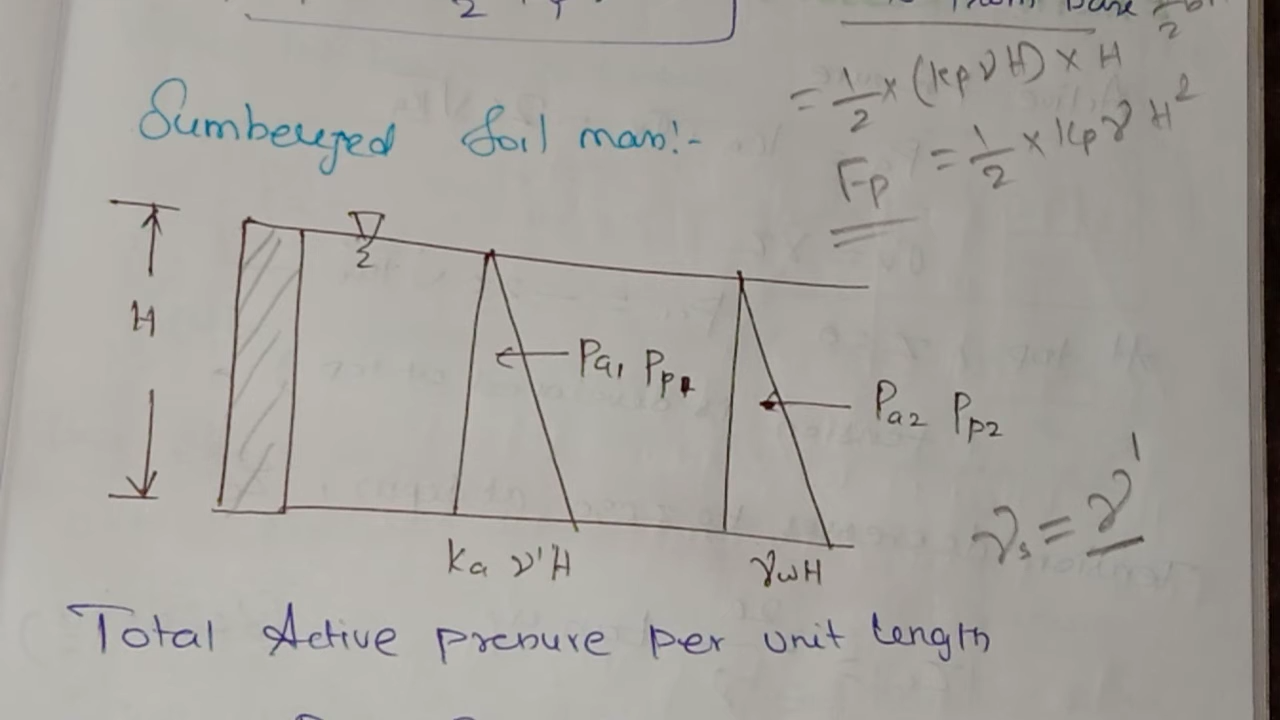 = 1/2 × (kp γ H) × H
Sumberged Soil mass:-
Fp = 1/2 × kp γ H²
H
Pa1 Pp1
Pa2 Pp2
γs = γ'
ka γ'H
γwH
Total Active pressure per unit length